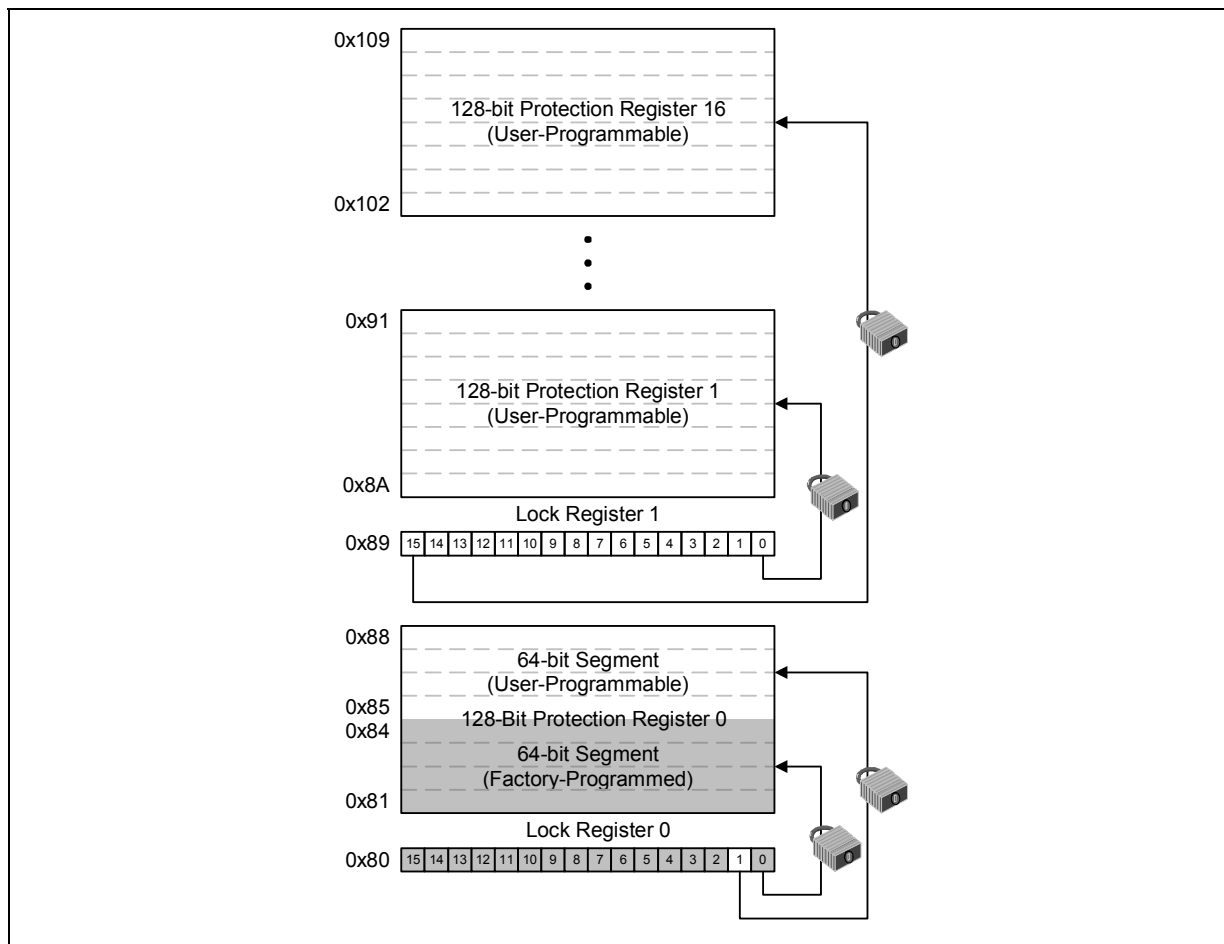 0x109
128-bit Protection Register 16
(User-Programmable)
0x102
0x91
128-bit Protection Register 1
(User-Programmable)
0x8A
Lock Register 1
0x89
15 14 13 12 11 10 9 8 7 6 5 4 3 2 1 0
0x88
64-bit Segment
(User-Programmable)
0x85
128-Bit Protection Register 0
0x84
64-bit Segment
(Factory-Programmed)
0x81
Lock Register 0
0x80
15 14 13 12 11 10 9 8 7 6 5 4 3 2 1 0